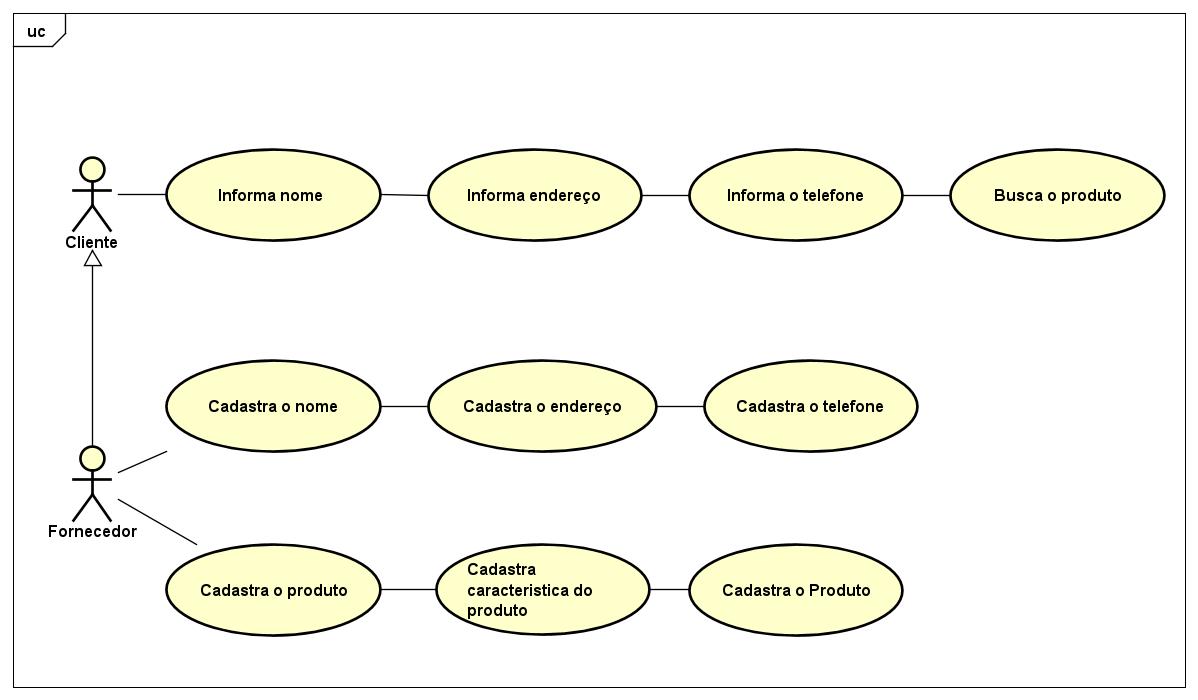 uc
Informa nome
Informa endereço
Informa o telefone
Busca o produto
Cliente
Cadastra o nome
Cadastra o endereço
Cadastra o telefone
Fornecedor
Cadastra o produto
Cadastra
caracteristica do
produto
Cadastra o Produto